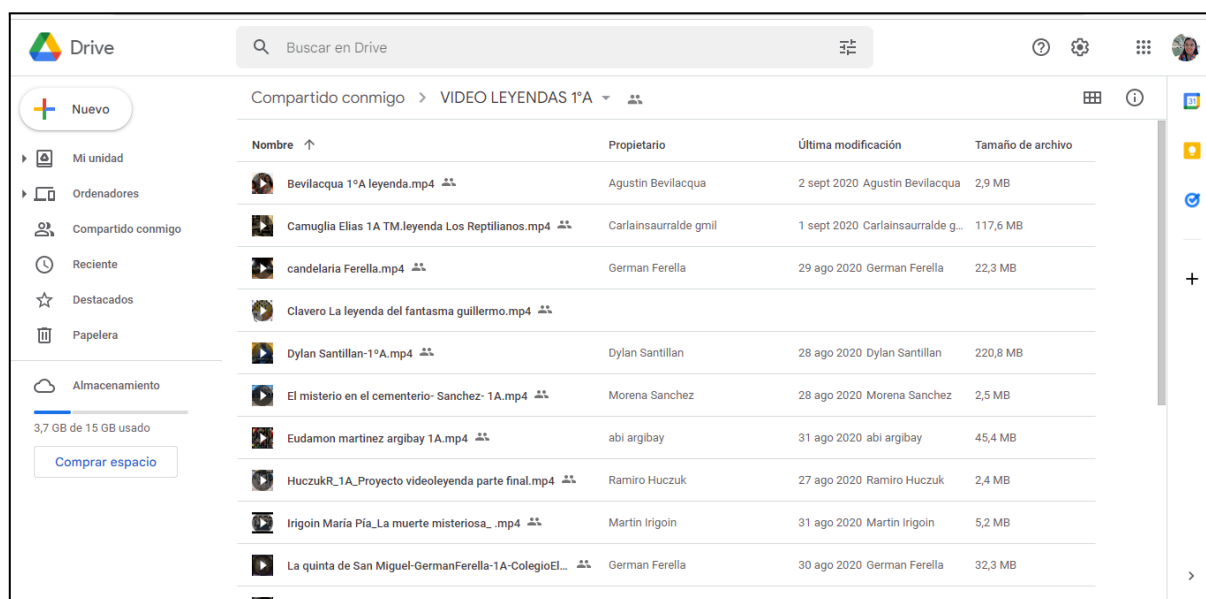 Drive
Buscar en Drive
Nuevo
Mi unidad
Ordenadores
Compartido conmigo
Reciente
Destacados
Papelera
Almacenamiento
3,7 GB de 15 GB usado
Comprar espacio
Compartido conmigo > VIDEO LEYENDAS 1°A
Nombre Propietario Última modificación Tamaño de archivo
Bevilacqua 1ºA leyenda.mp4 Agustin Bevilacqua 2 sept 2020 Agustin Bevilacqua 2,9 MB
Camuglia Elias 1A TM.leyenda Los Reptilianos.mp4 Carlainsaurralde gmil 1 sept 2020 Carlainsaurralde g... 117,6 MB
candelaria Ferella.mp4 German Ferella 29 ago 2020 German Ferella 22,3 MB
Clavero La leyenda del fantasma guillermo.mp4
Dylan Santillan-1ºA.mp4 Dylan Santillan 28 ago 2020 Dylan Santillan 220,8 MB
El misterio en el cementerio- Sanchez- 1A.mp4 Morena Sanchez 28 ago 2020 Morena Sanchez 2,5 MB
Eudamon martinez argibay 1A.mp4 abi argibay 31 ago 2020 abi argibay 45,4 MB
HuczukR_1A_Proyecto videoleyenda parte final.mp4 Ramiro Huczuk 27 ago 2020 Ramiro Huczuk 2,4 MB
Irigoin María Pía_La muerte misteriosa_ .mp4 Martin Irigoin 31 ago 2020 Martin Irigoin 5,2 MB
La quinta de San Miguel-GermanFerella-1A-ColegioEl... German Ferella 30 ago 2020 German Ferella 32,3 MB
31